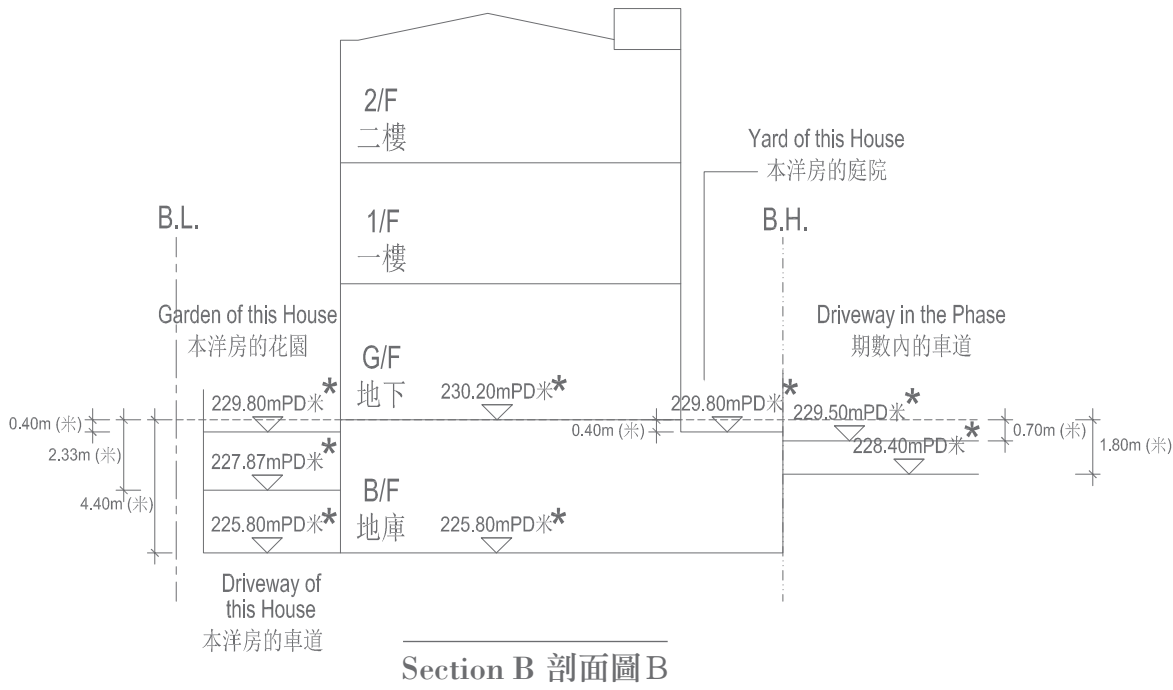 2/F
二樓
Yard of this House
本洋房的庭院
B.L.
1/F
一樓
B.H.
Garden of this House
本洋房的花園
Driveway in the Phase
期數內的車道
G/F
地下
229.80mPD米*
230.20mPD米*
229.80mPD米*
229.50mPD米*
0.40m (米)
0.40m (米)
0.70m (米)
2.33m (米)
227.87mPD米*
228.40mPD米*
1.80m (米)
4.40m (米)
B/F
地庫
225.80mPD米*
225.80mPD米*
Driveway of
this House
本洋房的車道
Section B 剖面圖B